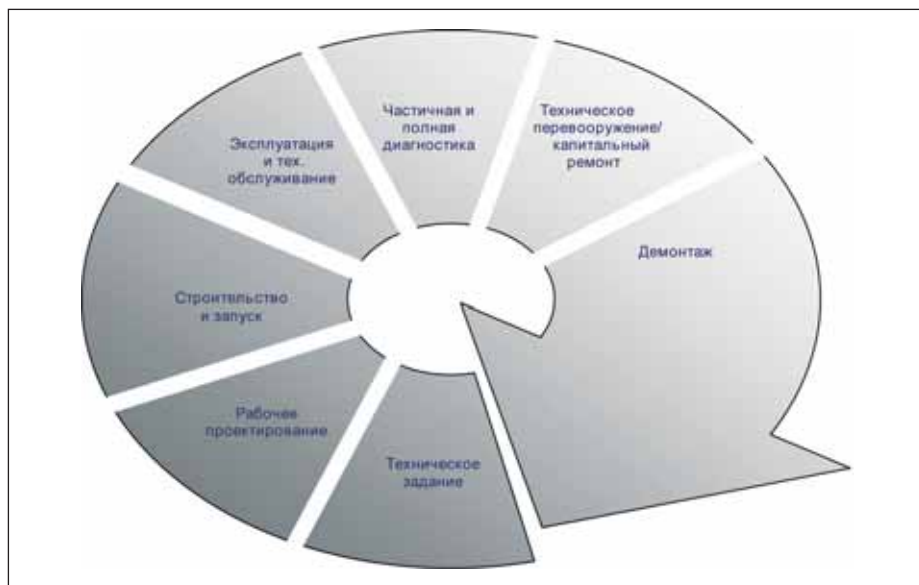 Частичная и
полная
диагностика
Техническое
перевооружение/
капитальный
ремонт
Эксплуатация
и тех.
обслуживание
Демонтаж
Строительство
и запуск
Рабочее
проектирование
Техническое
задание